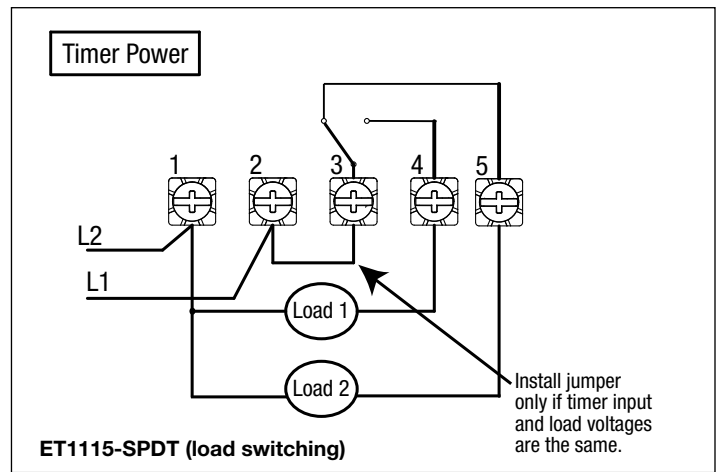 Timer Power
1 2 3 4 5
L2
L1
Load 1
Load 2
Install jumper
only if timer input
and load voltages
are the same.
ET1115-SPDT (load switching)